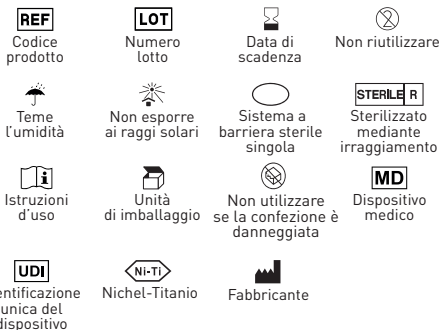 REF
LOT
Codice
prodotto
Numero
lotto
Data di
scadenza
Non riutilizzare
STERILE R
Teme
l'umidità
Non esporre
ai raggi solari
Sistema a
barriera sterile
singola
Sterilizzato
mediante
irraggiamento
i
MD
Istruzioni
d'uso
Unità
di imballaggio
Non utilizzare
se la confezione è
danneggiata
Dispositivo
medico
UDI
Ni-Ti
entificazione
unica del
dispositivo
Nichel-Titanio
Fabbricante